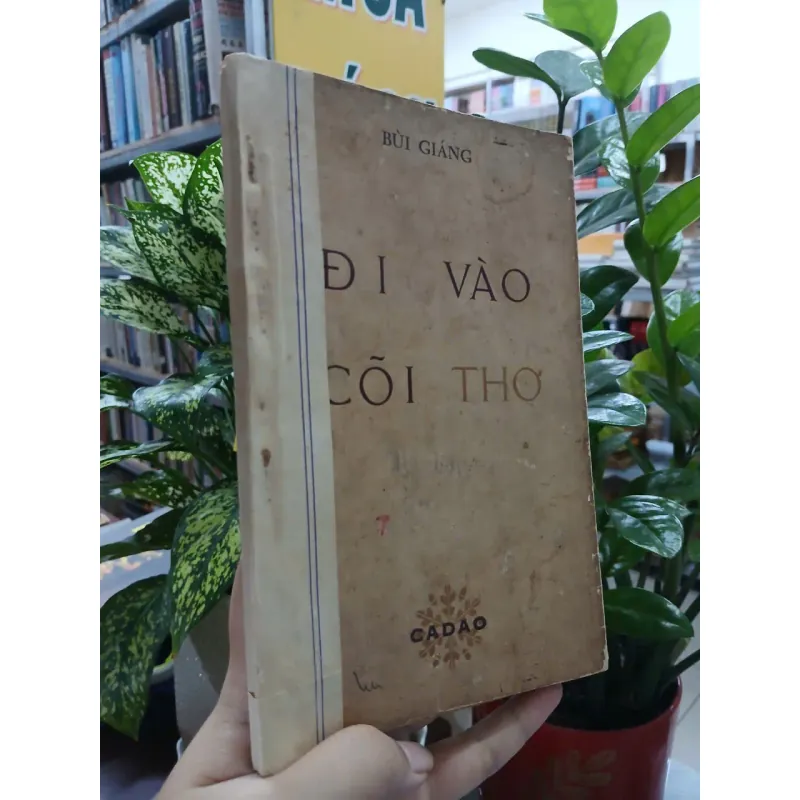 BÙI GIÁNG
ĐI VÀO
CÕI THƠ
CADAO